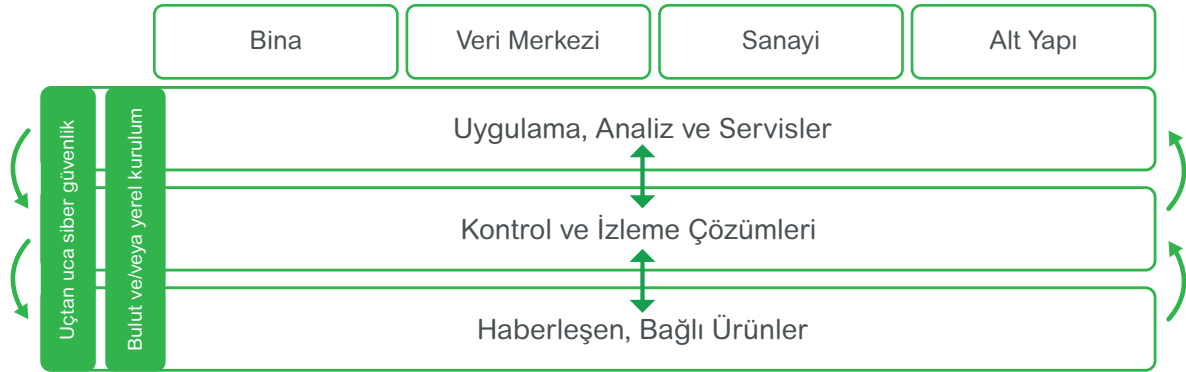 Bina
Veri Merkezi
Sanayi
Alt Yapı
Uçtan uca siber güvenlik
Bulut ve/veya yerel kurulum
Uygulama, Analiz ve Servisler
Kontrol ve İzleme Çözümleri
Haberleşen, Bağlı Ürünler